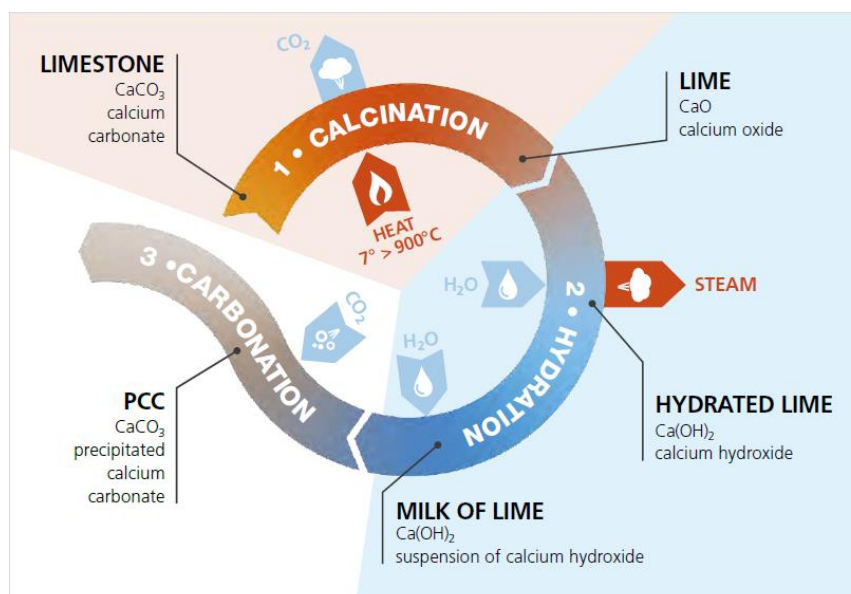 LIMESTONE
CaCO₃
calcium
carbonate
CO₂
1 • CALCINATION
HEAT
7° > 900°C
LIME
CaO
calcium oxide
H₂O
2 • HYDRATION
STEAM
H₂O
HYDRATED LIME
Ca(OH)₂
calcium hydroxide
MILK OF LIME
Ca(OH)₂
suspension of calcium hydroxide
CO₂
3 •CARBONATION
PCC
CaCO₃
precipitated
calcium
carbonate